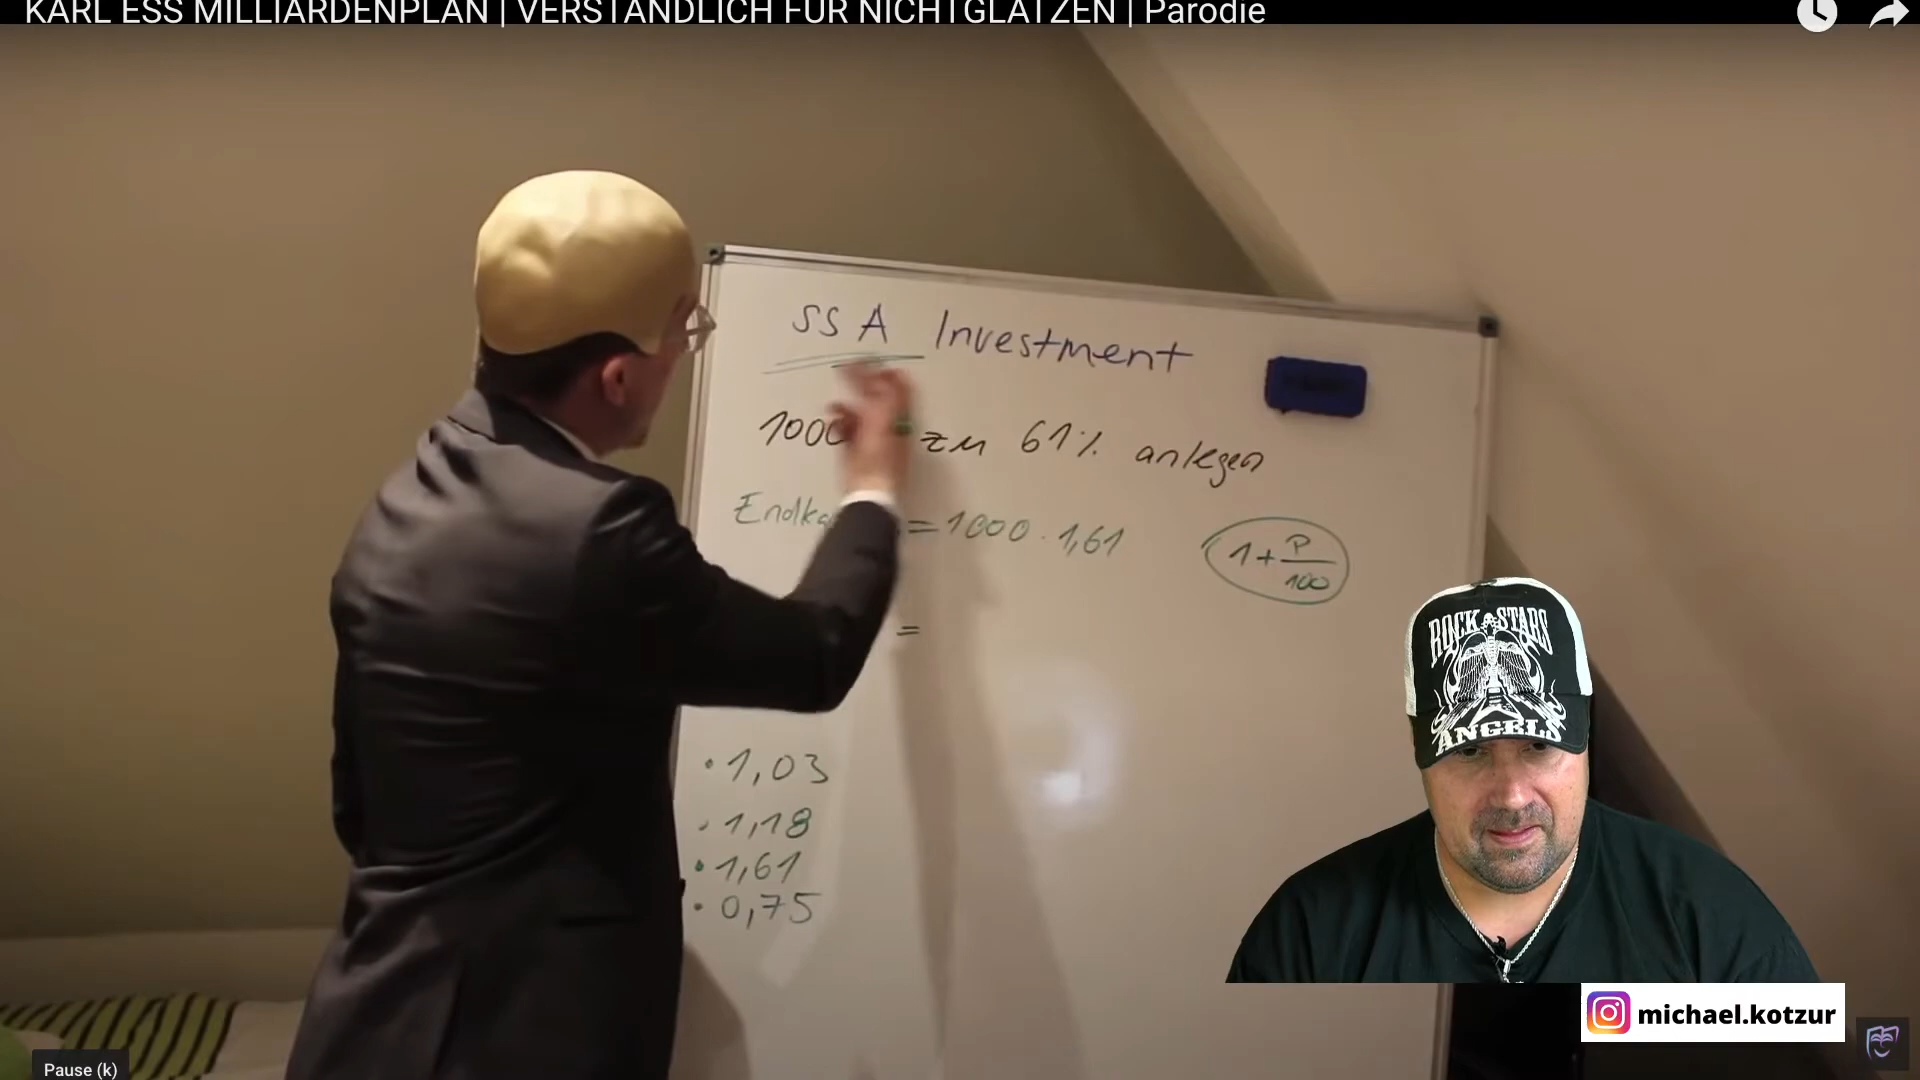 KARL ESS MILLIARDENPLAN | VERSTÄNDLICH FÜR NICHTGLATZEN | Parodie
SSA Investment
1000 zu 61% anlegen
= 1000 · 1,61
1 + P
100
=
· 1,03
· 1,18
· 1,61
· 0,75
ROCK STARS
ANGELS
michael.kotzur
Pause (k)